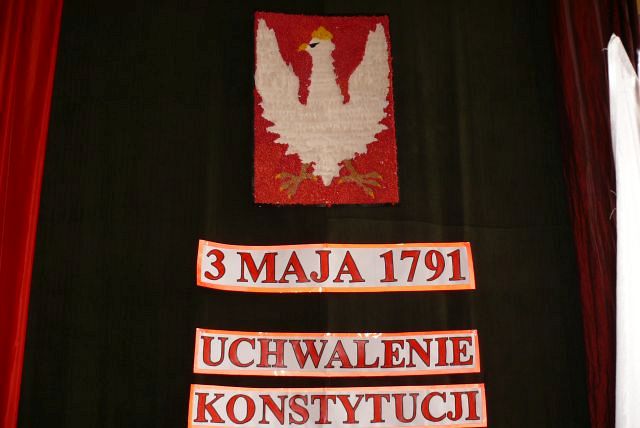 3 MAJA 1791
UCHWALENIE
KONSTYTUCJI